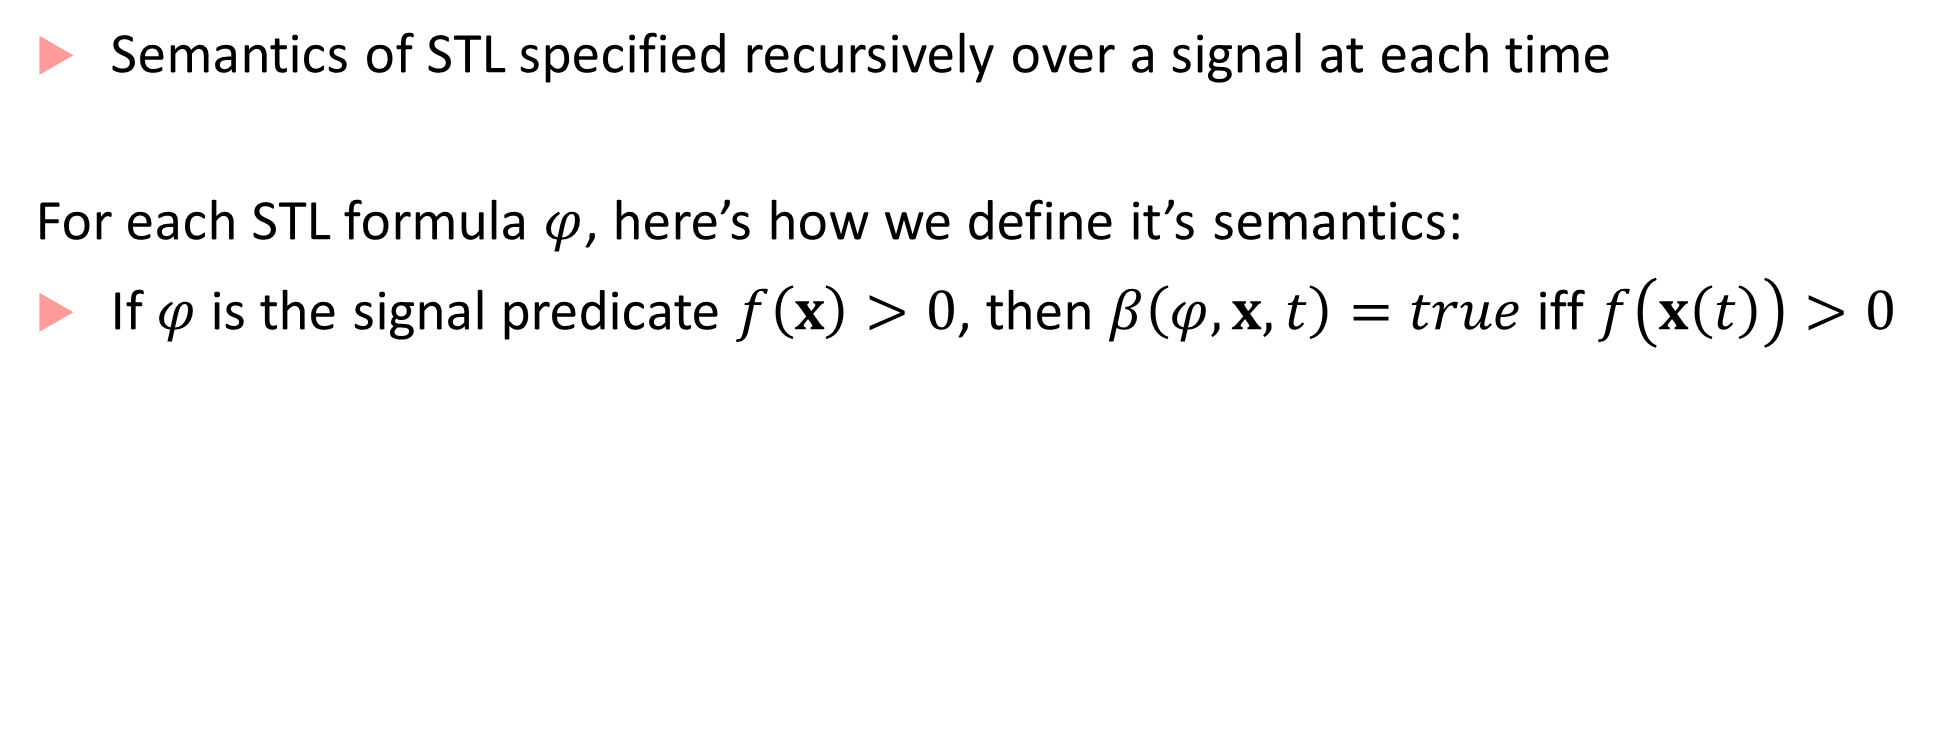 Semantics of STL specified recursively over a signal at each time
For each STL formula 𝜑, here’s how we define it’s semantics:
If 𝜑 is the signal predicate 𝑓(𝐱) > 0, then 𝛽(𝜑, 𝐱, 𝑡) = 𝑡𝑟𝑢𝑒 iff 𝑓(𝐱(𝑡)) > 0